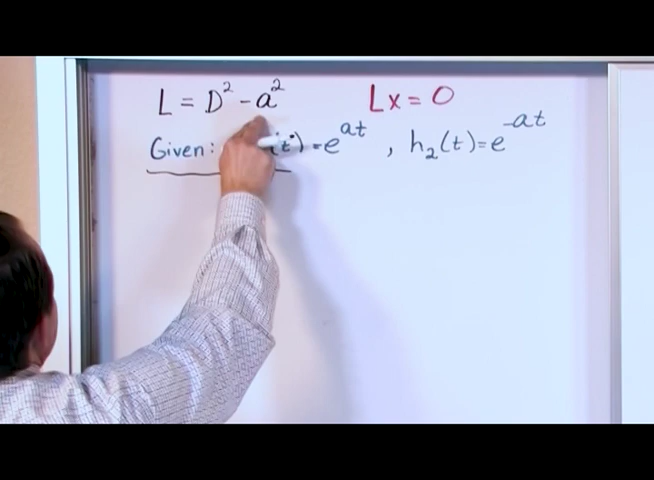 L = D² - a² Lx = 0
Given: (t) = e^{at} , h₂(t) = e^{-at}